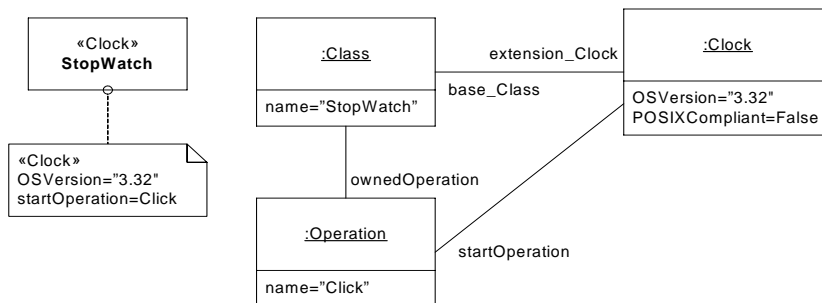 «Clock»
StopWatch
«Clock»
OSVersion="3.32"
startOperation=Click
:Class
name="StopWatch"
extension_Clock
base_Class
:Clock
OSVersion="3.32"
POSIXCompliant=False
ownedOperation
:Operation
name="Click"
startOperation